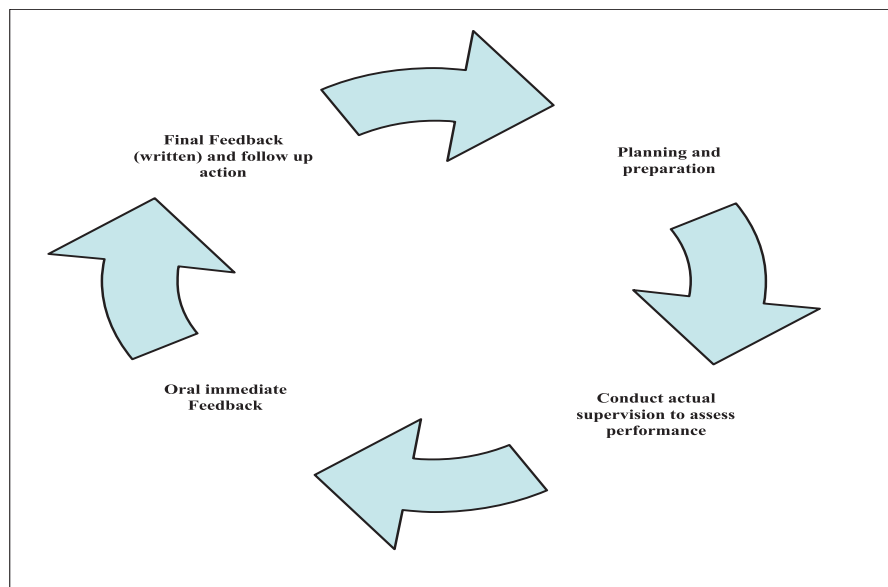 Final Feedback
(written) and follow up
action
Planning and
preparation
Oral immediate
Feedback
Conduct actual
supervision to assess
performance